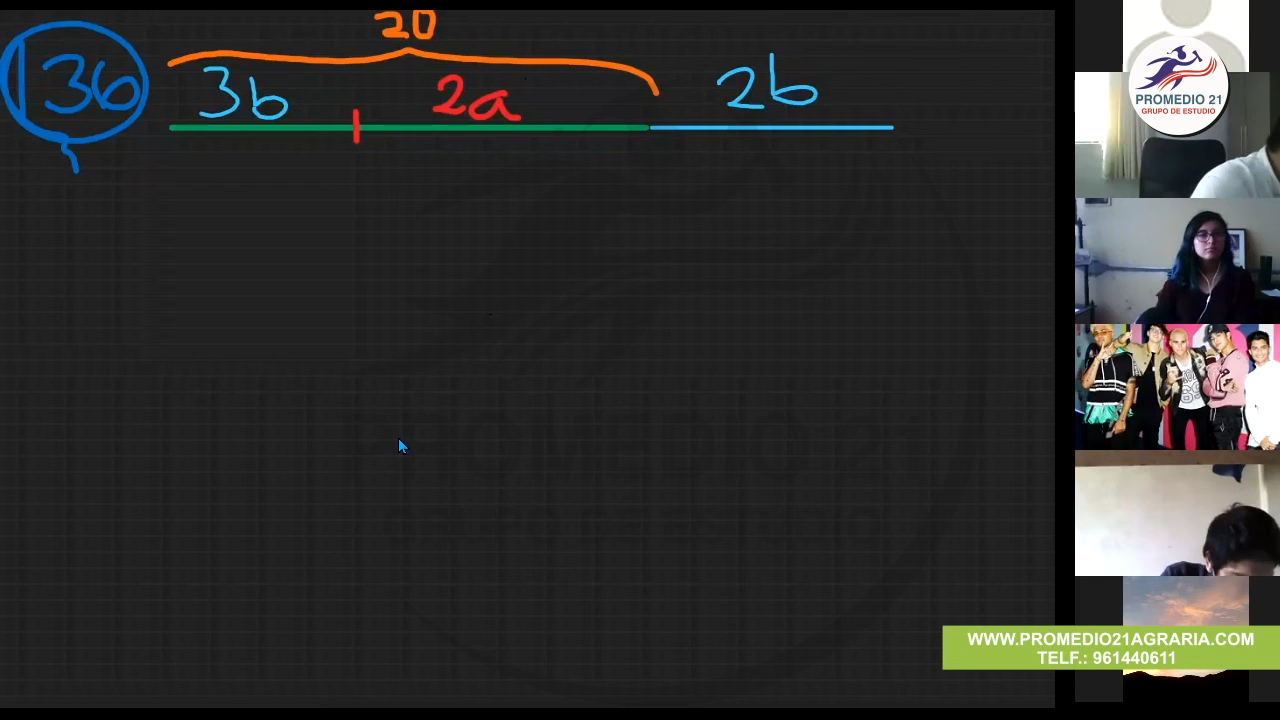 20
136
3b
2a
2b
PROMEDIO 21
GRUPO DE ESTUDIO
WWW.PROMEDIO21AGRARIA.COM
TELF.: 961440611